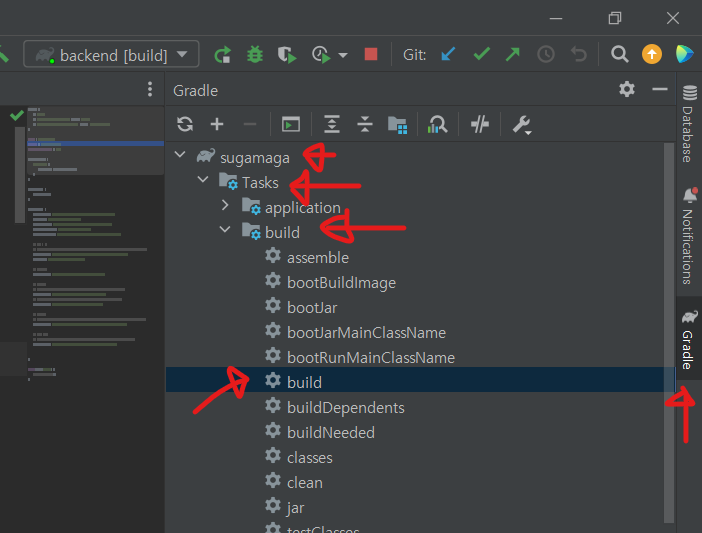 backend [build]
Git:
Gradle
sugamaga
Tasks
application
build
assemble
bootBuildImage
bootJar
bootJarMainClassName
bootRunMainClassName
build
buildDependents
buildNeeded
classes
clean
jar
testClasses
Database
Notifications
Gradle